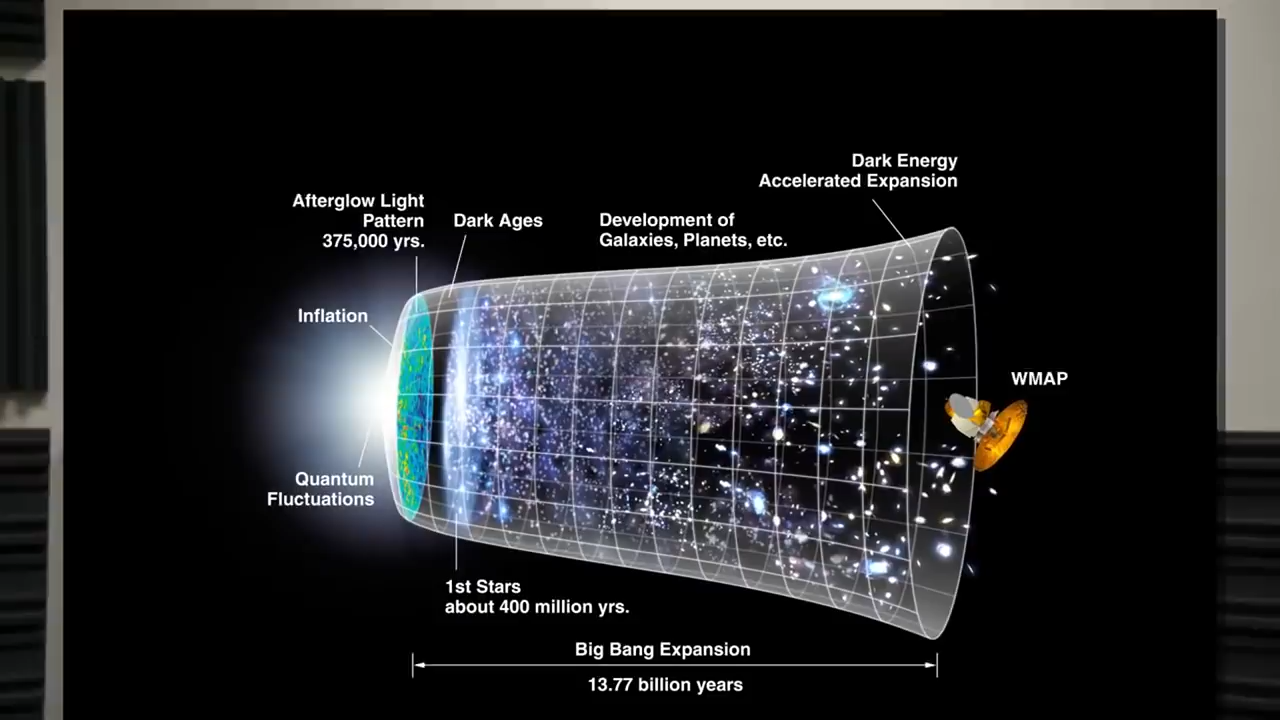 Dark Energy
Accelerated Expansion
Afterglow Light
Pattern
375,000 yrs.
Dark Ages
Development of
Galaxies, Planets, etc.
Inflation
WMAP
Quantum
Fluctuations
1st Stars
about 400 million yrs.
Big Bang Expansion
13.77 billion years